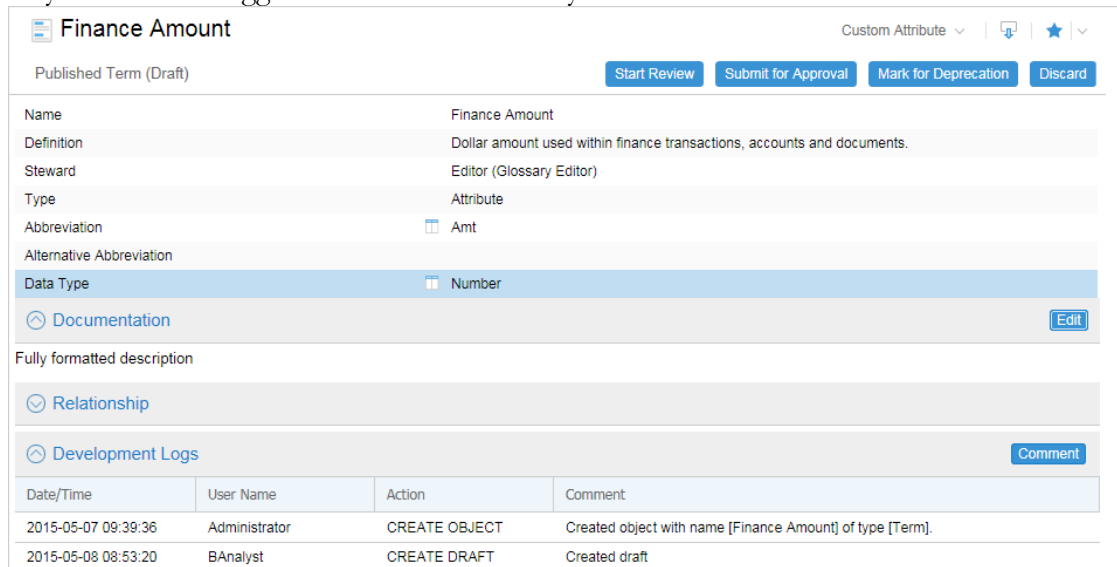 Finance Amount
Custom Attribute
Published Term (Draft)
Start Review
Submit for Approval
Mark for Deprecation
Discard
Name Finance Amount
Definition Dollar amount used within finance transactions, accounts and documents.
Steward Editor (Glossary Editor)
Type Attribute
Abbreviation Amt
Alternative Abbreviation
Data Type Number
Documentation Edit
Fully formatted description
Relationship
Development Logs Comment
Date/Time User Name Action Comment
2015-05-07 09:39:36 Administrator CREATE OBJECT Created object with name [Finance Amount] of type [Term].
2015-05-08 08:53:20 BAnalyst CREATE DRAFT Created draft